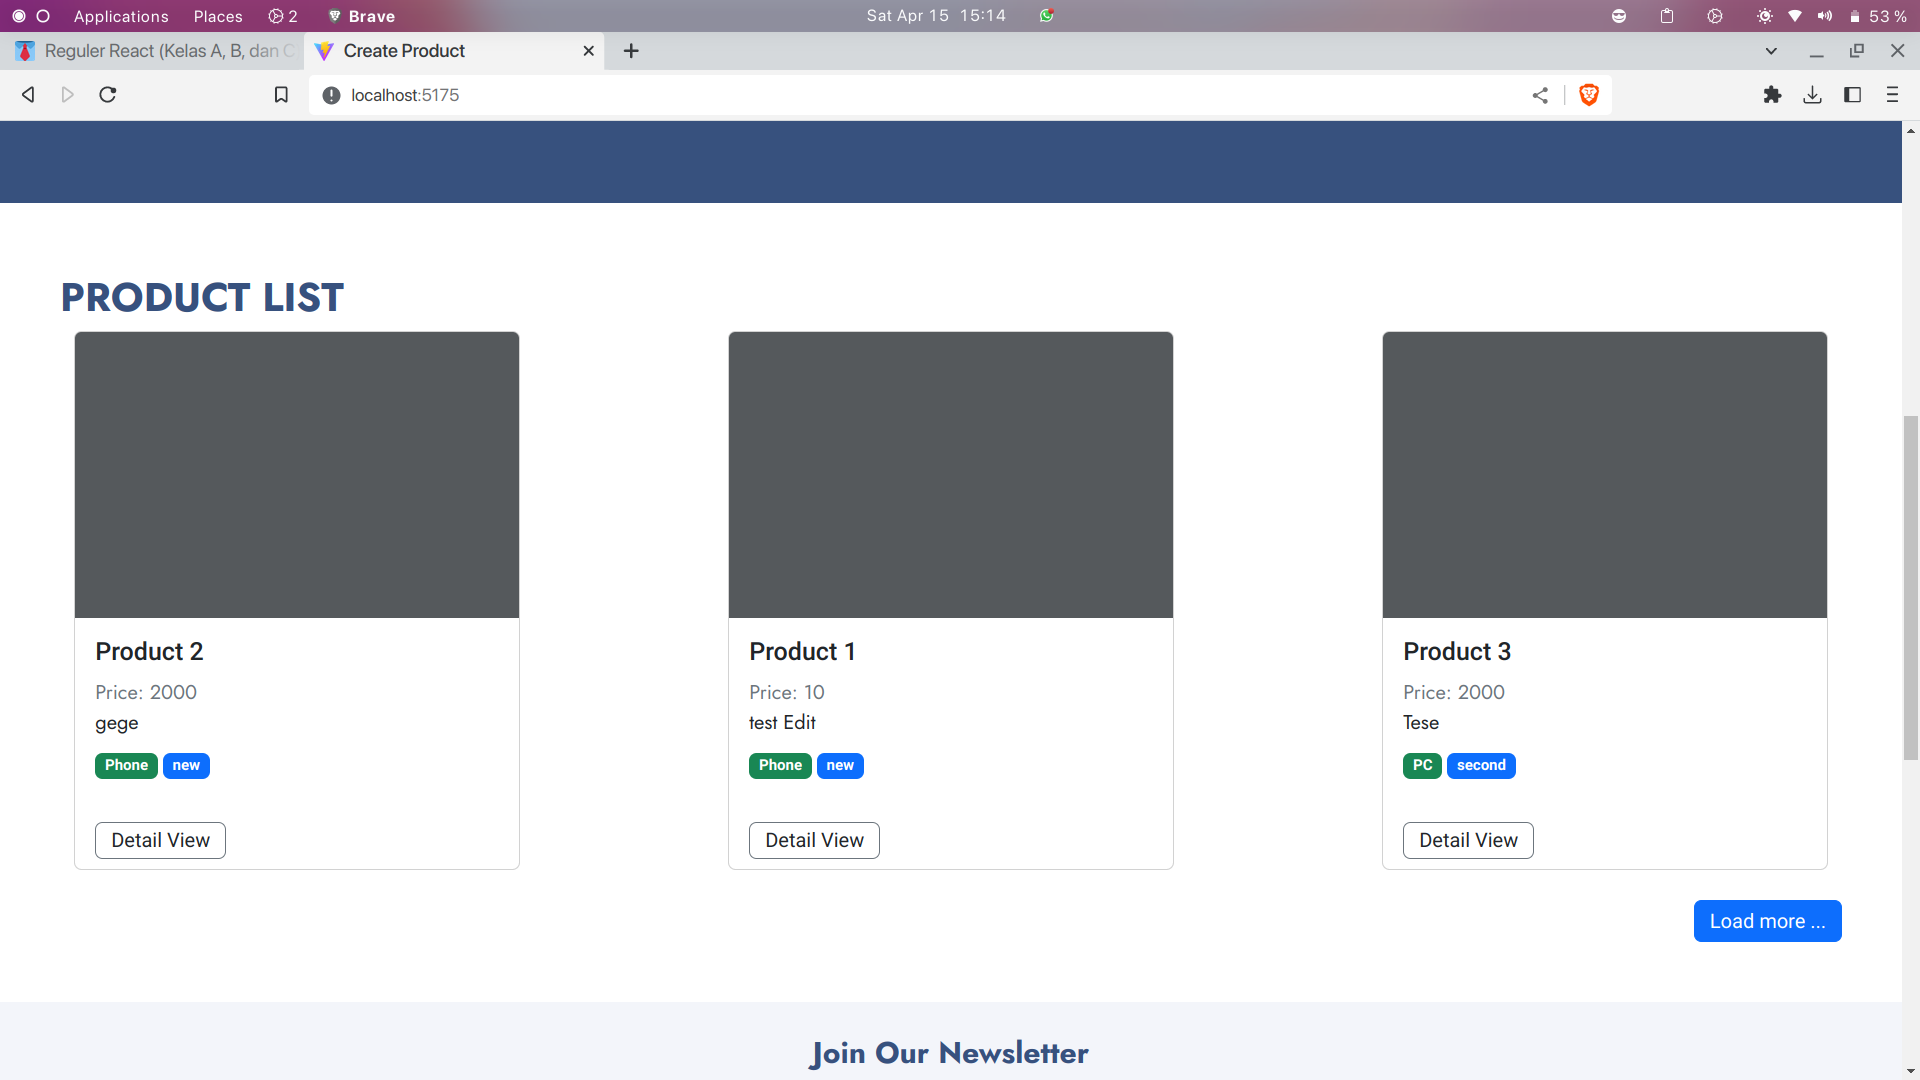 Applications Places 2 Brave Sat Apr 15 15:14 53 %
Reguler React (Kelas A, B, dan C Create Product
localhost:5175
PRODUCT LIST
Product 2
Price: 2000
gege
Phone new
Detail View
Product 1
Price: 10
test Edit
Phone new
Detail View
Product 3
Price: 2000
Tese
PC second
Detail View
Load more ...
Join Our Newsletter